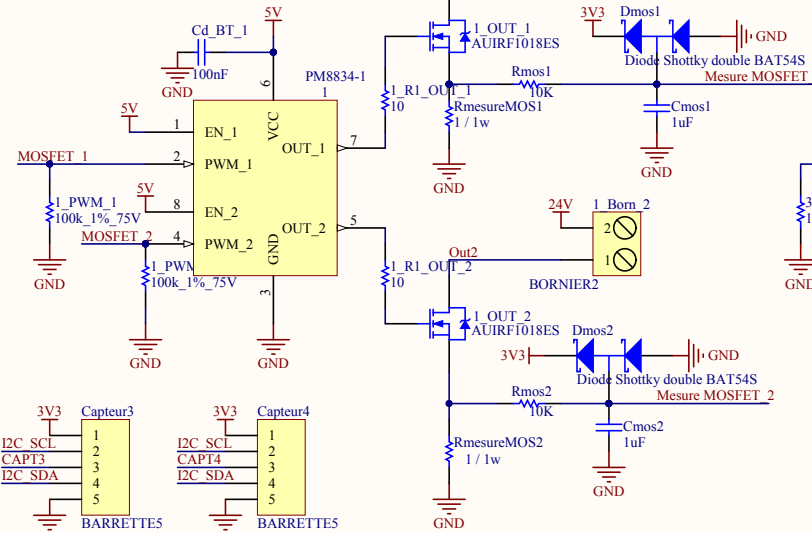 5V
Cd_BT_1
100nF
GND
6
PM8834-1
1
VCC
5V
1
EN_1
MOSFET_1
2
PWM_1
OUT_1
7
1_PWM_1
100k_1%_75V
GND
5V
8
EN_2
MOSFET_2
4
PWM_2
OUT_2
5
GND
3
1_PWM
100k_1%_75V
GND
GND
1_OUT_1
AUIRF1018ES
1_R1_OUT_1
10
RmesureMOS1
1 / 1w
GND
Rmos1
10K
3V3
Dmos1
GND
Diode Shottky double BAT54S
Mesure MOSFET
Cmos1
1uF
GND
3
1
GND
24V
1_Born_2
2
1
BORNIER2
Out2
1_R1_OUT_2
10
1_OUT_2
AUIRF1018ES
3V3
Dmos2
GND
Diode Shottky double BAT54S
Mesure MOSFET_2
Rmos2
10K
Cmos2
1uF
GND
RmesureMOS2
1 / 1w
GND
3V3
Capteur3
1
I2C_SCL
2
CAPT3
3
I2C_SDA
4
5
BARRETTE5
3V3
Capteur4
1
I2C_SCL
2
CAPT4
3
I2C_SDA
4
5
BARRETTE5